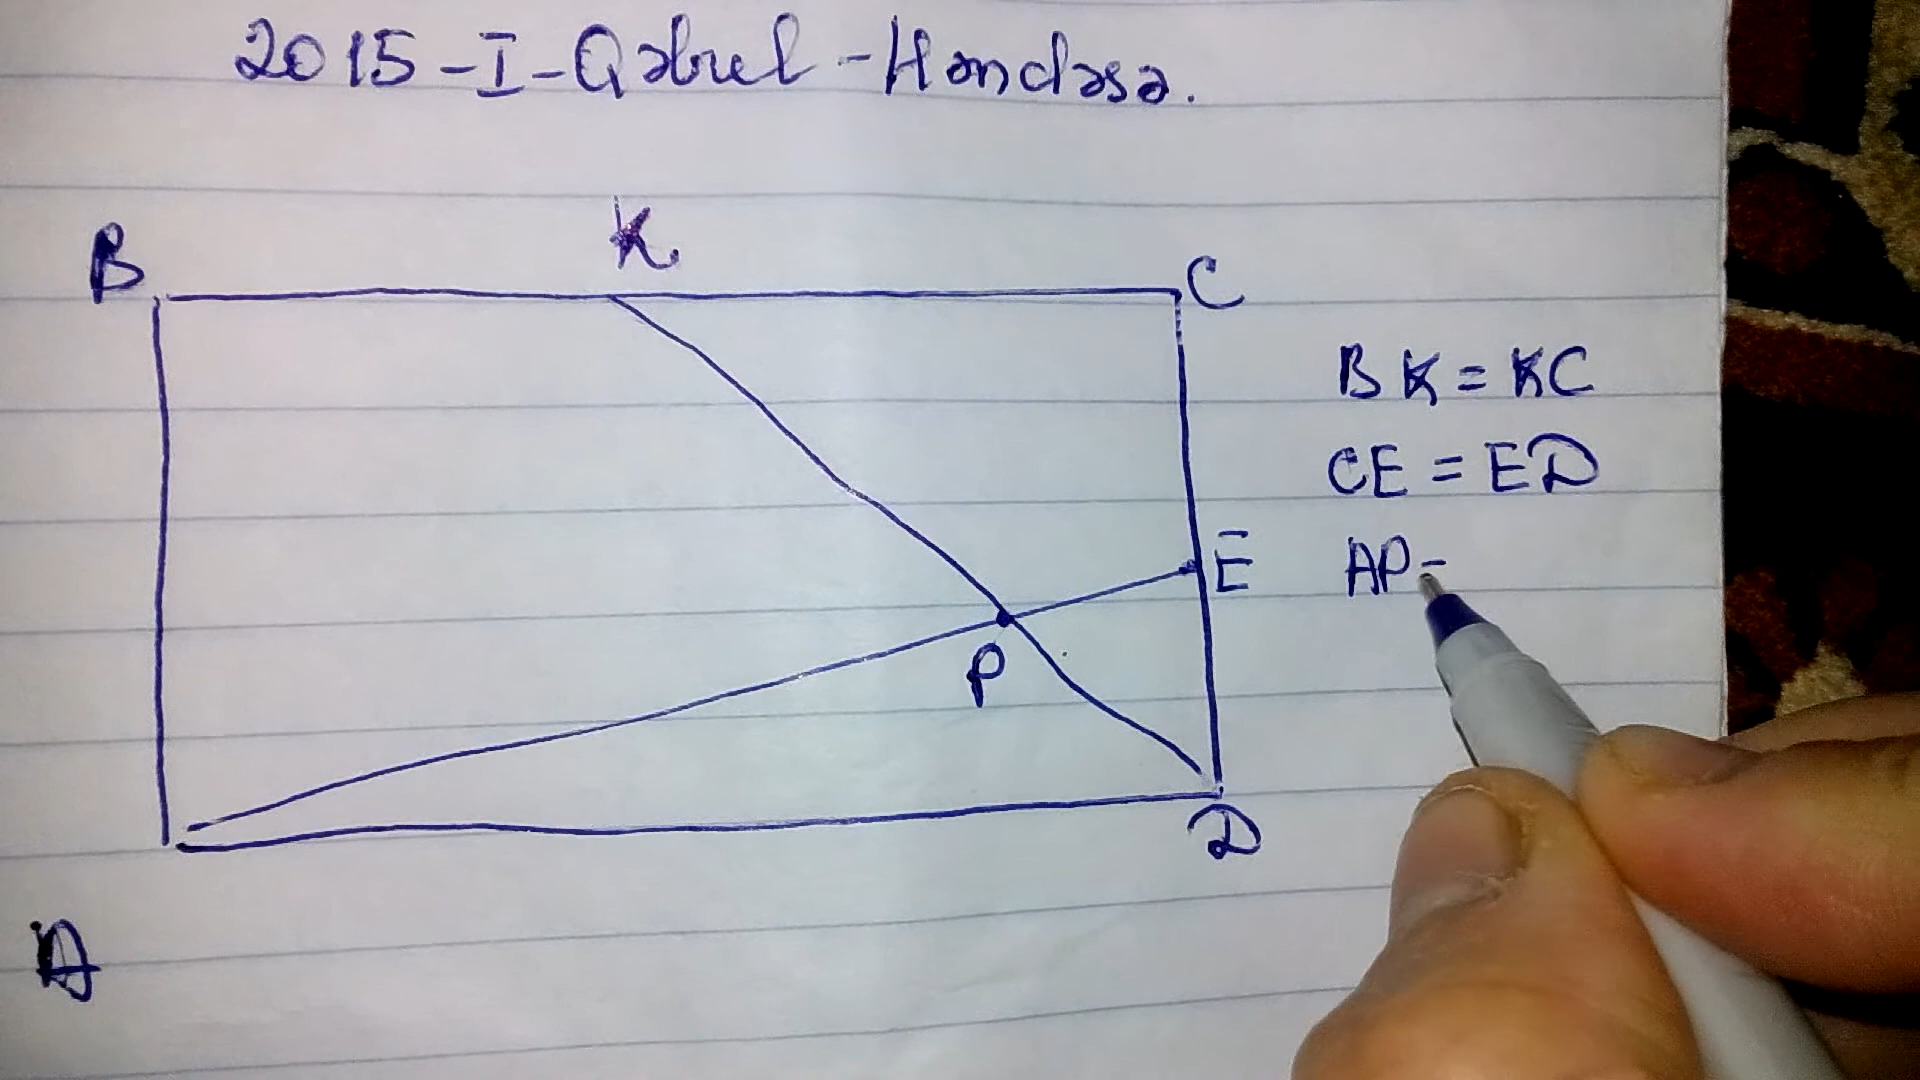 2015-I-Qəbul-Həndəsə.
B K C
BK = KC
CE = ED
E AP-
P
D
A